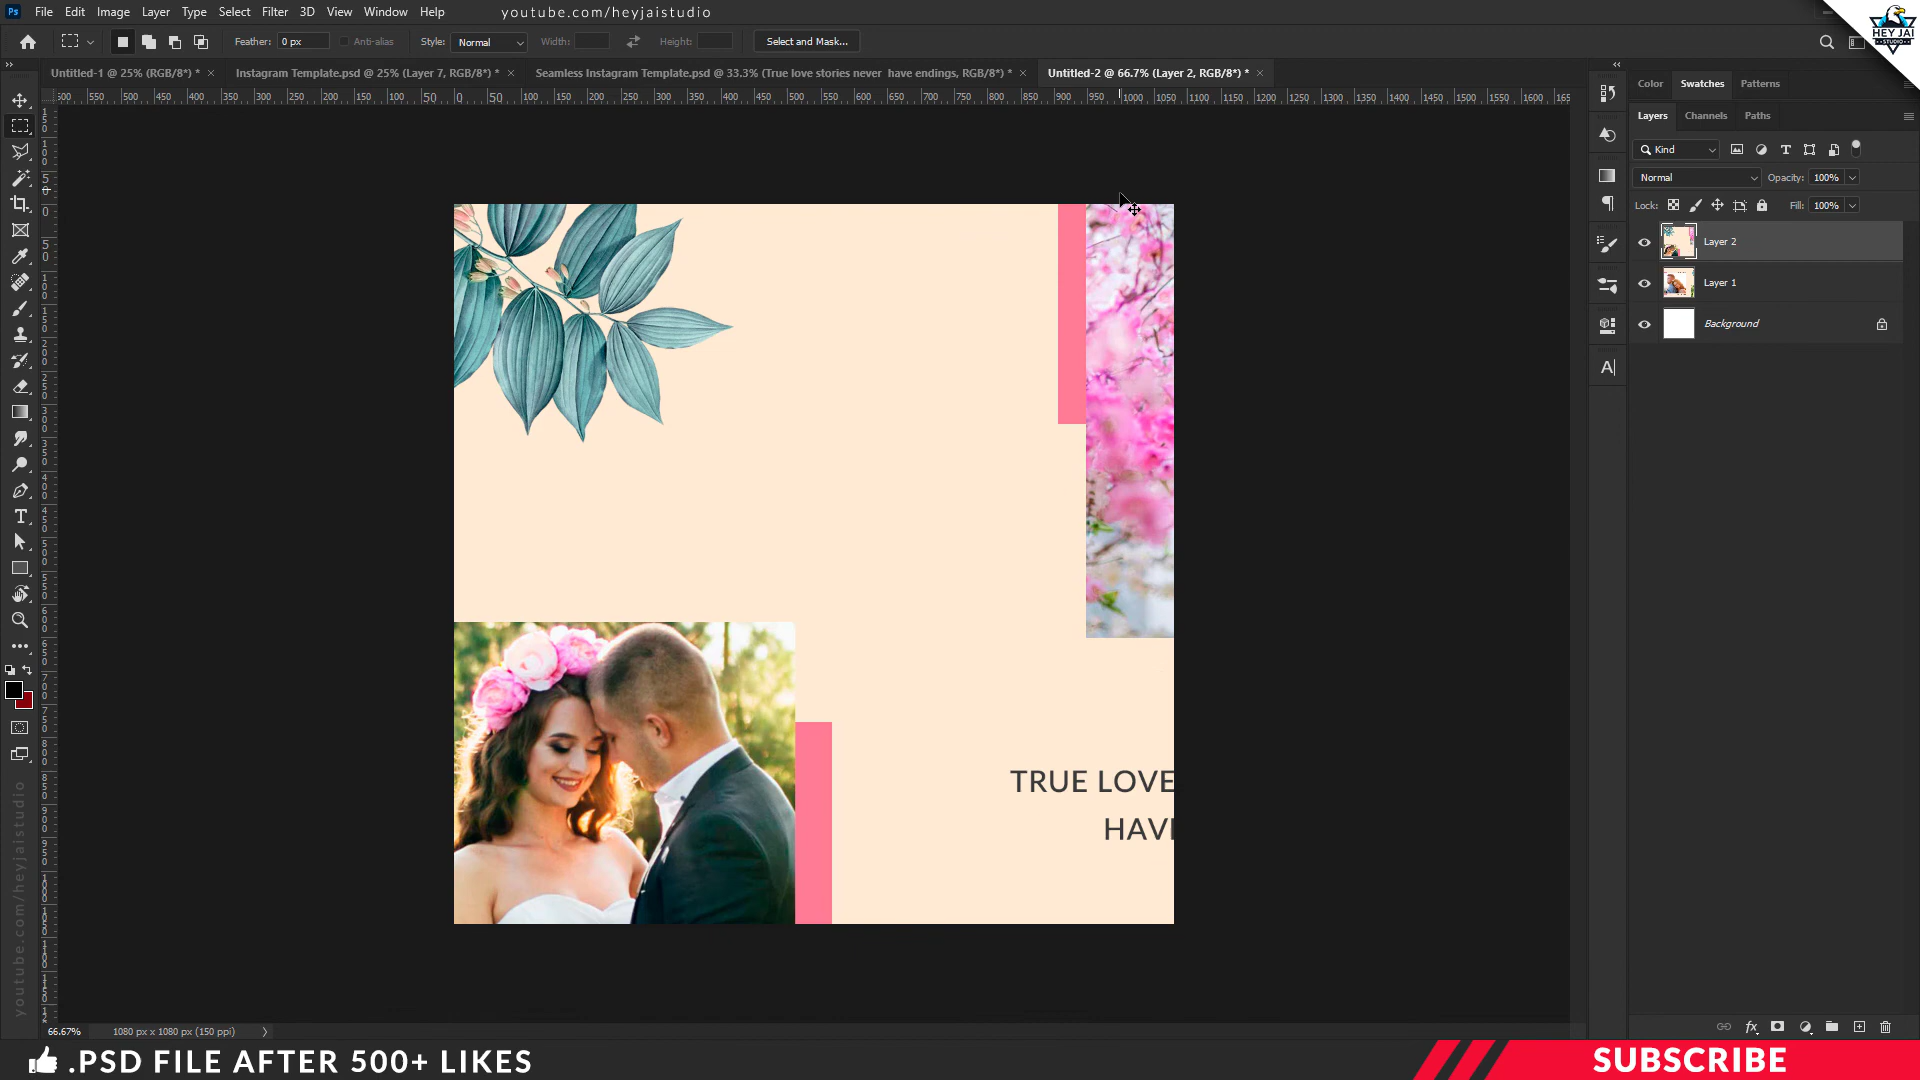 Ps File Edit Image Layer Type Select Filter 3D View Window Help youtube.com/heyjaistudio
HEY JAI
STUDIO
Feather: 0 px Anti-alias Style: Normal Width: Height: Select and Mask...
Untitled-1 @ 25% (RGB/8*) * Instagram Template.psd @ 25% (Layer 7, RGB/8*) * Seamless Instagram Template.psd @ 33.3% (True love stories never have endings, RGB/8*) * Untitled-2 @ 66.7% (Layer 2, RGB/8*) *
Color Swatches Patterns
Layers Channels Paths
Kind
Normal Opacity: 100%
Lock: Fill: 100%
Layer 2
Layer 1
Background
TRUE LOVE
HAVE
youtube.com/heyjaistudio
66.67% 1080 px x 1080 px (150 ppi)
.PSD FILE AFTER 500+ LIKES
SUBSCRIBE